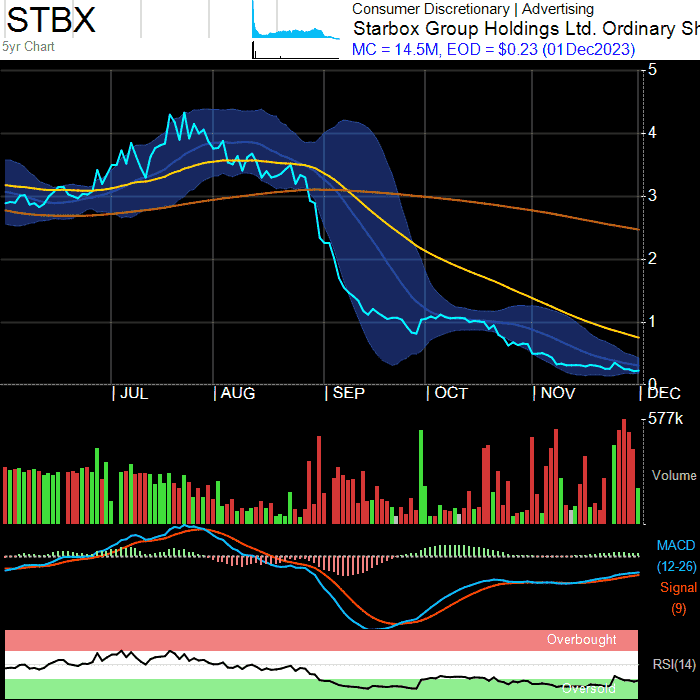 STBX
5yr Chart
Consumer Discretionary | Advertising
Starbox Group Holdings Ltd. Ordinary Sh
MC = 14.5M, EOD = $0.23 (01Dec2023)
5
4
3
2
1
0
JUL AUG SEP OCT NOV DEC
577k
Volume
MACD
(12-26)
Signal
(9)
Overbought
RSI(14)
Oversold